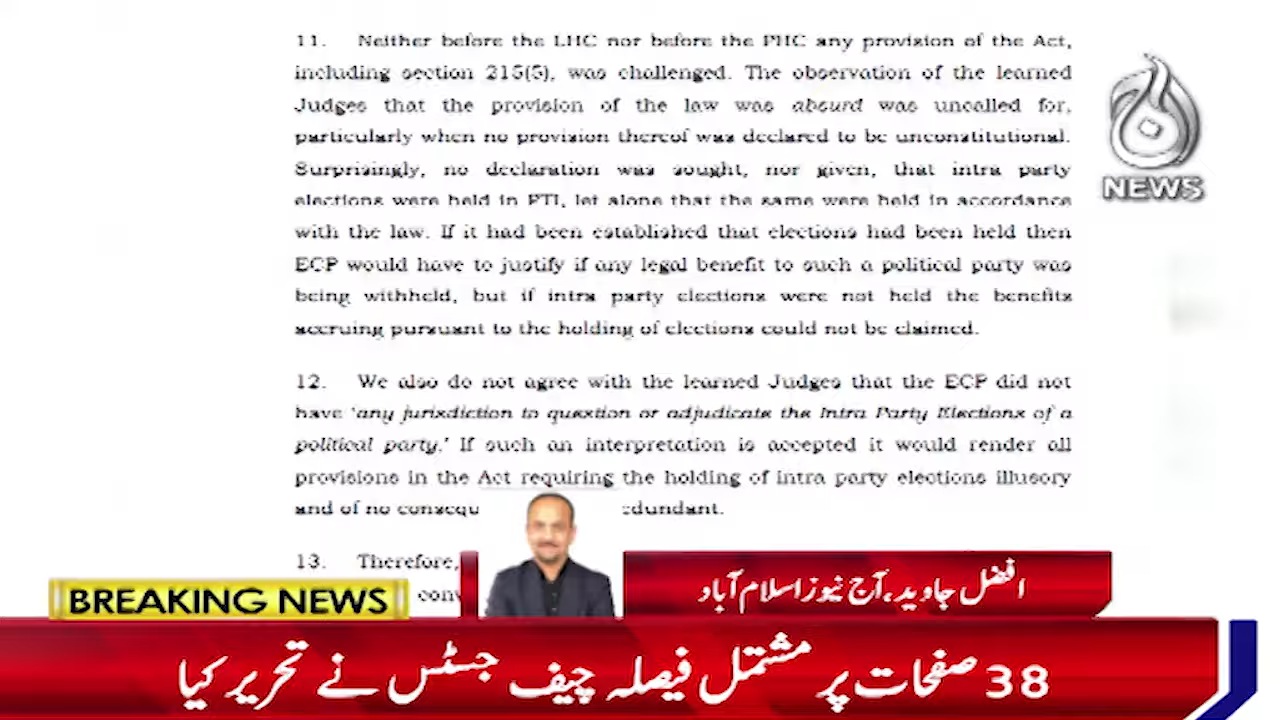 11. Neither before the LHC nor before the PHC any provision of the Act,
including section 215(5), was challenged. The observation of the learned
Judges that the provision of the law was absurd was uncalled for,
particularly when no provision thereof was declared to be unconstitutional.
Surprisingly, no declaration was sought, nor given, that intra party
elections were held in PTI, let alone that the same were held in accordance
with the law. If it had been established that elections had been held then
ECP would have to justify if any legal benefit to such a political party was
being withheld, but if intra party elections were not held the benefits
accruing pursuant to the holding of elections could not be claimed.
12. We also do not agree with the learned Judges that the ECP did not
have 'any jurisdiction to question or adjudicate the Intra Party Elections of a
political party.' If such an interpretation is accepted it would render all
provisions in the Act requiring the holding of intra party elections illusory
and of no consequ
edundant.
13. Therefore,
conv
NEWS
افضل جاوید، آج نیوز اسلام آباد
BREAKING NEWS
38 صفحات پر مشتمل فیصلہ چیف جسٹس نے تحریر کیا